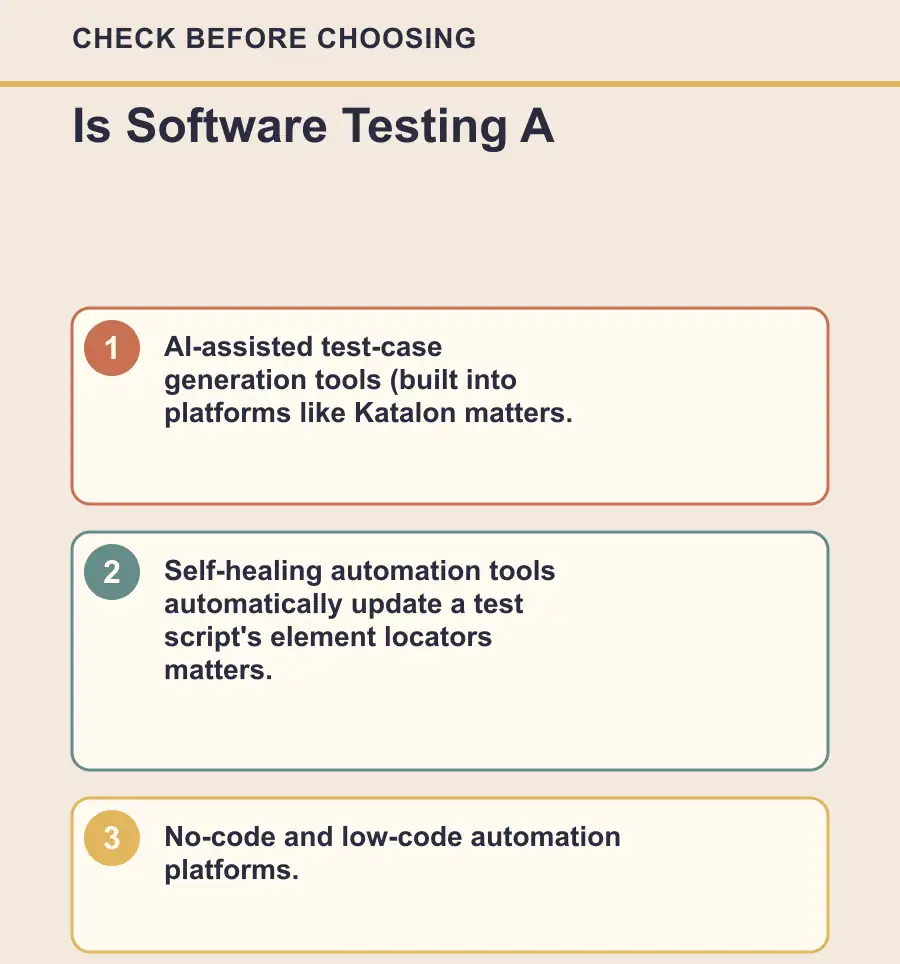 CHECK BEFORE CHOOSING
Is Software Testing A
1
AI-assisted test-case
generation tools (built into
platforms like Katalon matters.
2
Self-healing automation tools
automatically update a test
script's element locators
matters.
3
No-code and low-code automation
platforms.